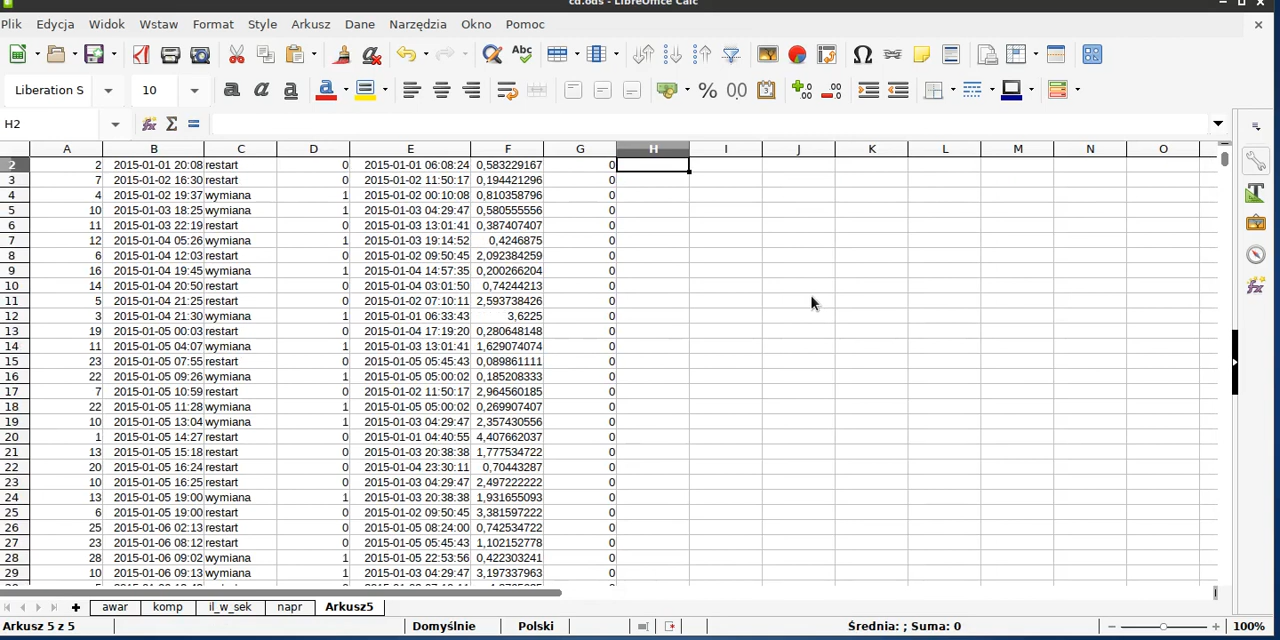 cd.ods - LibreOffice Calc
Plik Edycja Widok Wstaw Format Style Arkusz Dane Narzędzia Okno Pomoc
Liberation S 10
H2
A B C D E F G H I J K L M N O
2 2 2015-01-01 20:08 restart 0 2015-01-01 06:08:24 0,583229167 0
3 7 2015-01-02 16:30 restart 0 2015-01-02 11:50:17 0,194421296 0
4 4 2015-01-02 19:37 wymiana 1 2015-01-02 00:10:08 0,810358796 0
5 10 2015-01-03 18:25 wymiana 1 2015-01-03 04:29:47 0,580555556 0
6 11 2015-01-03 22:19 restart 0 2015-01-03 13:01:41 0,387407407 0
7 12 2015-01-04 05:26 wymiana 1 2015-01-03 19:14:52 0,4246875 0
8 6 2015-01-04 12:03 restart 0 2015-01-02 09:50:45 2,092384259 0
9 16 2015-01-04 19:45 wymiana 1 2015-01-04 14:57:35 0,200266204 0
10 14 2015-01-04 20:50 restart 0 2015-01-04 03:01:50 0,74244213 0
11 5 2015-01-04 21:25 restart 0 2015-01-02 07:10:11 2,593738426 0
12 3 2015-01-04 21:30 wymiana 1 2015-01-01 06:33:43 3,6225 0
13 19 2015-01-05 00:03 restart 0 2015-01-04 17:19:20 0,280648148 0
14 11 2015-01-05 04:07 wymiana 1 2015-01-03 13:01:41 1,629074074 0
15 23 2015-01-05 07:55 restart 0 2015-01-05 05:45:43 0,089861111 0
16 22 2015-01-05 09:26 wymiana 1 2015-01-05 05:00:02 0,185208333 0
17 7 2015-01-05 10:59 restart 0 2015-01-02 11:50:17 2,964560185 0
18 22 2015-01-05 11:28 wymiana 1 2015-01-05 05:00:02 0,269907407 0
19 10 2015-01-05 13:04 wymiana 1 2015-01-03 04:29:47 2,357430556 0
20 1 2015-01-05 14:27 restart 0 2015-01-01 04:40:55 4,407662037 0
21 13 2015-01-05 15:18 restart 0 2015-01-03 20:38:38 1,777534722 0
22 20 2015-01-05 16:24 restart 0 2015-01-04 23:30:11 0,70443287 0
23 10 2015-01-05 16:25 restart 0 2015-01-03 04:29:47 2,497222222 0
24 13 2015-01-05 19:00 wymiana 1 2015-01-03 20:38:38 1,931655093 0
25 6 2015-01-05 19:00 restart 0 2015-01-02 09:50:45 3,381597222 0
26 25 2015-01-06 02:13 restart 0 2015-01-05 08:24:00 0,742534722 0
27 23 2015-01-06 08:12 restart 0 2015-01-05 05:45:43 1,102152778 0
28 28 2015-01-06 09:02 wymiana 1 2015-01-05 22:53:56 0,422303241 0
29 10 2015-01-06 09:13 wymiana 1 2015-01-03 04:29:47 3,197337963 0
awar komp il_w_sek napr Arkusz5
Arkusz 5 z 5 Domyślnie Polski Średnia: ; Suma: 0 100%